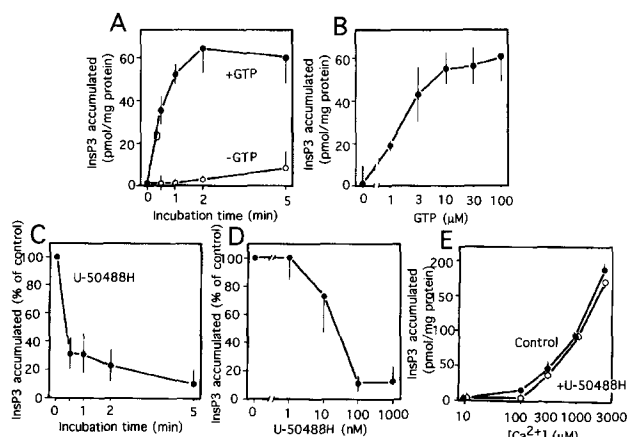 A
InsP3 accumulated
(pmol/mg protein)
60
40
20
0
+GTP
-GTP
0
1
2
5
Incubation time (min)
B
InsP3 accumulated
(pmol/mg protein)
80
60
40
20
0
0
1
3
10
30
100
GTP (μM)
C
InsP3 accumulated (% of control)
100
80
60
40
20
0
U-50488H
0
1
2
5
Incubation time (min)
D
InsP3 accumulated (% of control)
100
80
60
40
20
0
0
1
10
100
1000
U-50488H (nM)
E
InsP3 accumulated
(pmol/mg protein)
200
150
100
50
0
Control
+U-50488H
10
100
300
1000
3000
[Ca2+] (μM)